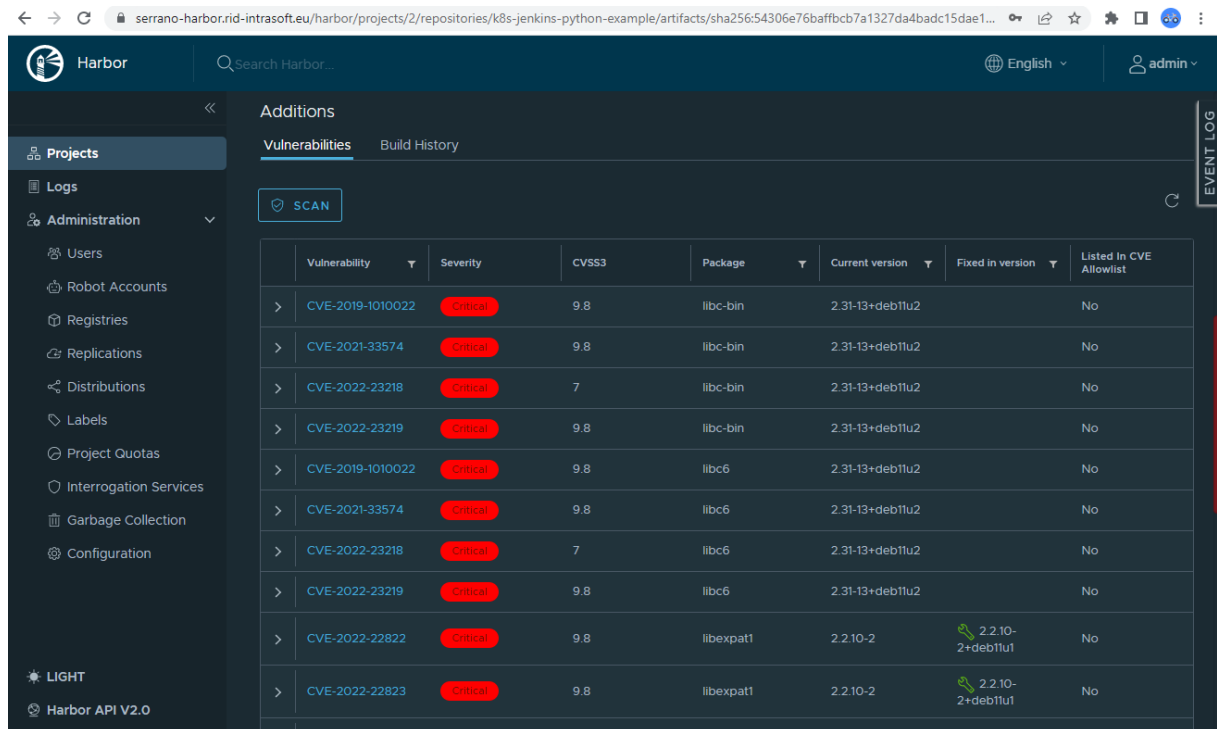 serrano-harbor.rid-intrasoft.eu/harbor/projects/2/repositories/k8s-jenkins-python-example/artifacts/sha256:54306e76baffbcb7a1327da4badc15dae1...
Harbor
Search Harbor...
English
admin
EVENT LOG
Projects
Logs
Administration
Users
Robot Accounts
Registries
Replications
Distributions
Labels
Project Quotas
Interrogation Services
Garbage Collection
Configuration
LIGHT
Harbor API V2.0
Additions
Vulnerabilities Build History
SCAN
Vulnerability Severity CVSS3 Package Current version Fixed in version Listed In CVE Allowlist
CVE-2019-1010022 Critical 9.8 libc-bin 2.31-13+deb11u2 No
CVE-2021-33574 Critical 9.8 libc-bin 2.31-13+deb11u2 No
CVE-2022-23218 Critical 7 libc-bin 2.31-13+deb11u2 No
CVE-2022-23219 Critical 9.8 libc-bin 2.31-13+deb11u2 No
CVE-2019-1010022 Critical 9.8 libc6 2.31-13+deb11u2 No
CVE-2021-33574 Critical 9.8 libc6 2.31-13+deb11u2 No
CVE-2022-23218 Critical 7 libc6 2.31-13+deb11u2 No
CVE-2022-23219 Critical 9.8 libc6 2.31-13+deb11u2 No
CVE-2022-22822 Critical 9.8 libexpat1 2.2.10-2 2.2.10-2+deb11u1 No
CVE-2022-22823 Critical 9.8 libexpat1 2.2.10-2 2.2.10-2+deb11u1 No